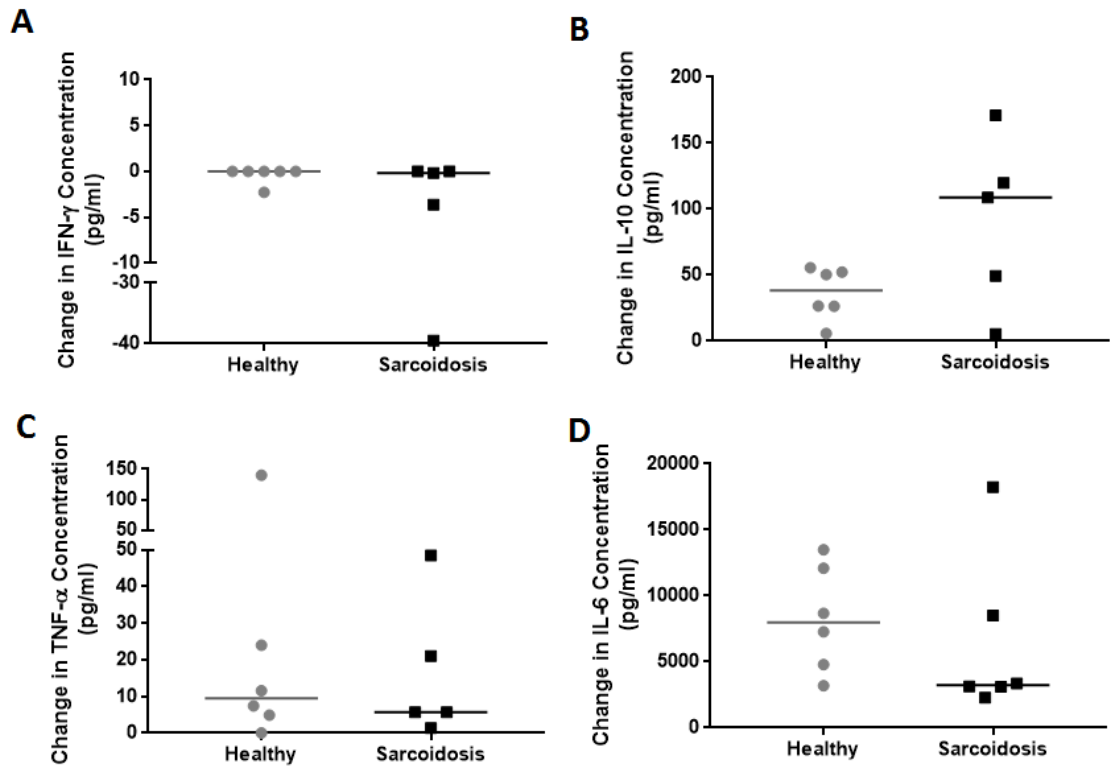 A
Change in IFN-γ Concentration
(pg/ml)
10
5
0
-5
-10
-30
-40
Healthy
Sarcoidosis
B
Change in IL-10 Concentration
(pg/ml)
200
150
100
50
0
Healthy
Sarcoidosis
C
Change in TNF-α Concentration
(pg/ml)
150
100
50
50
40
30
20
10
0
Healthy
Sarcoidosis
D
Change in IL-6 Concentration
(pg/ml)
20000
15000
10000
5000
0
Healthy
Sarcoidosis